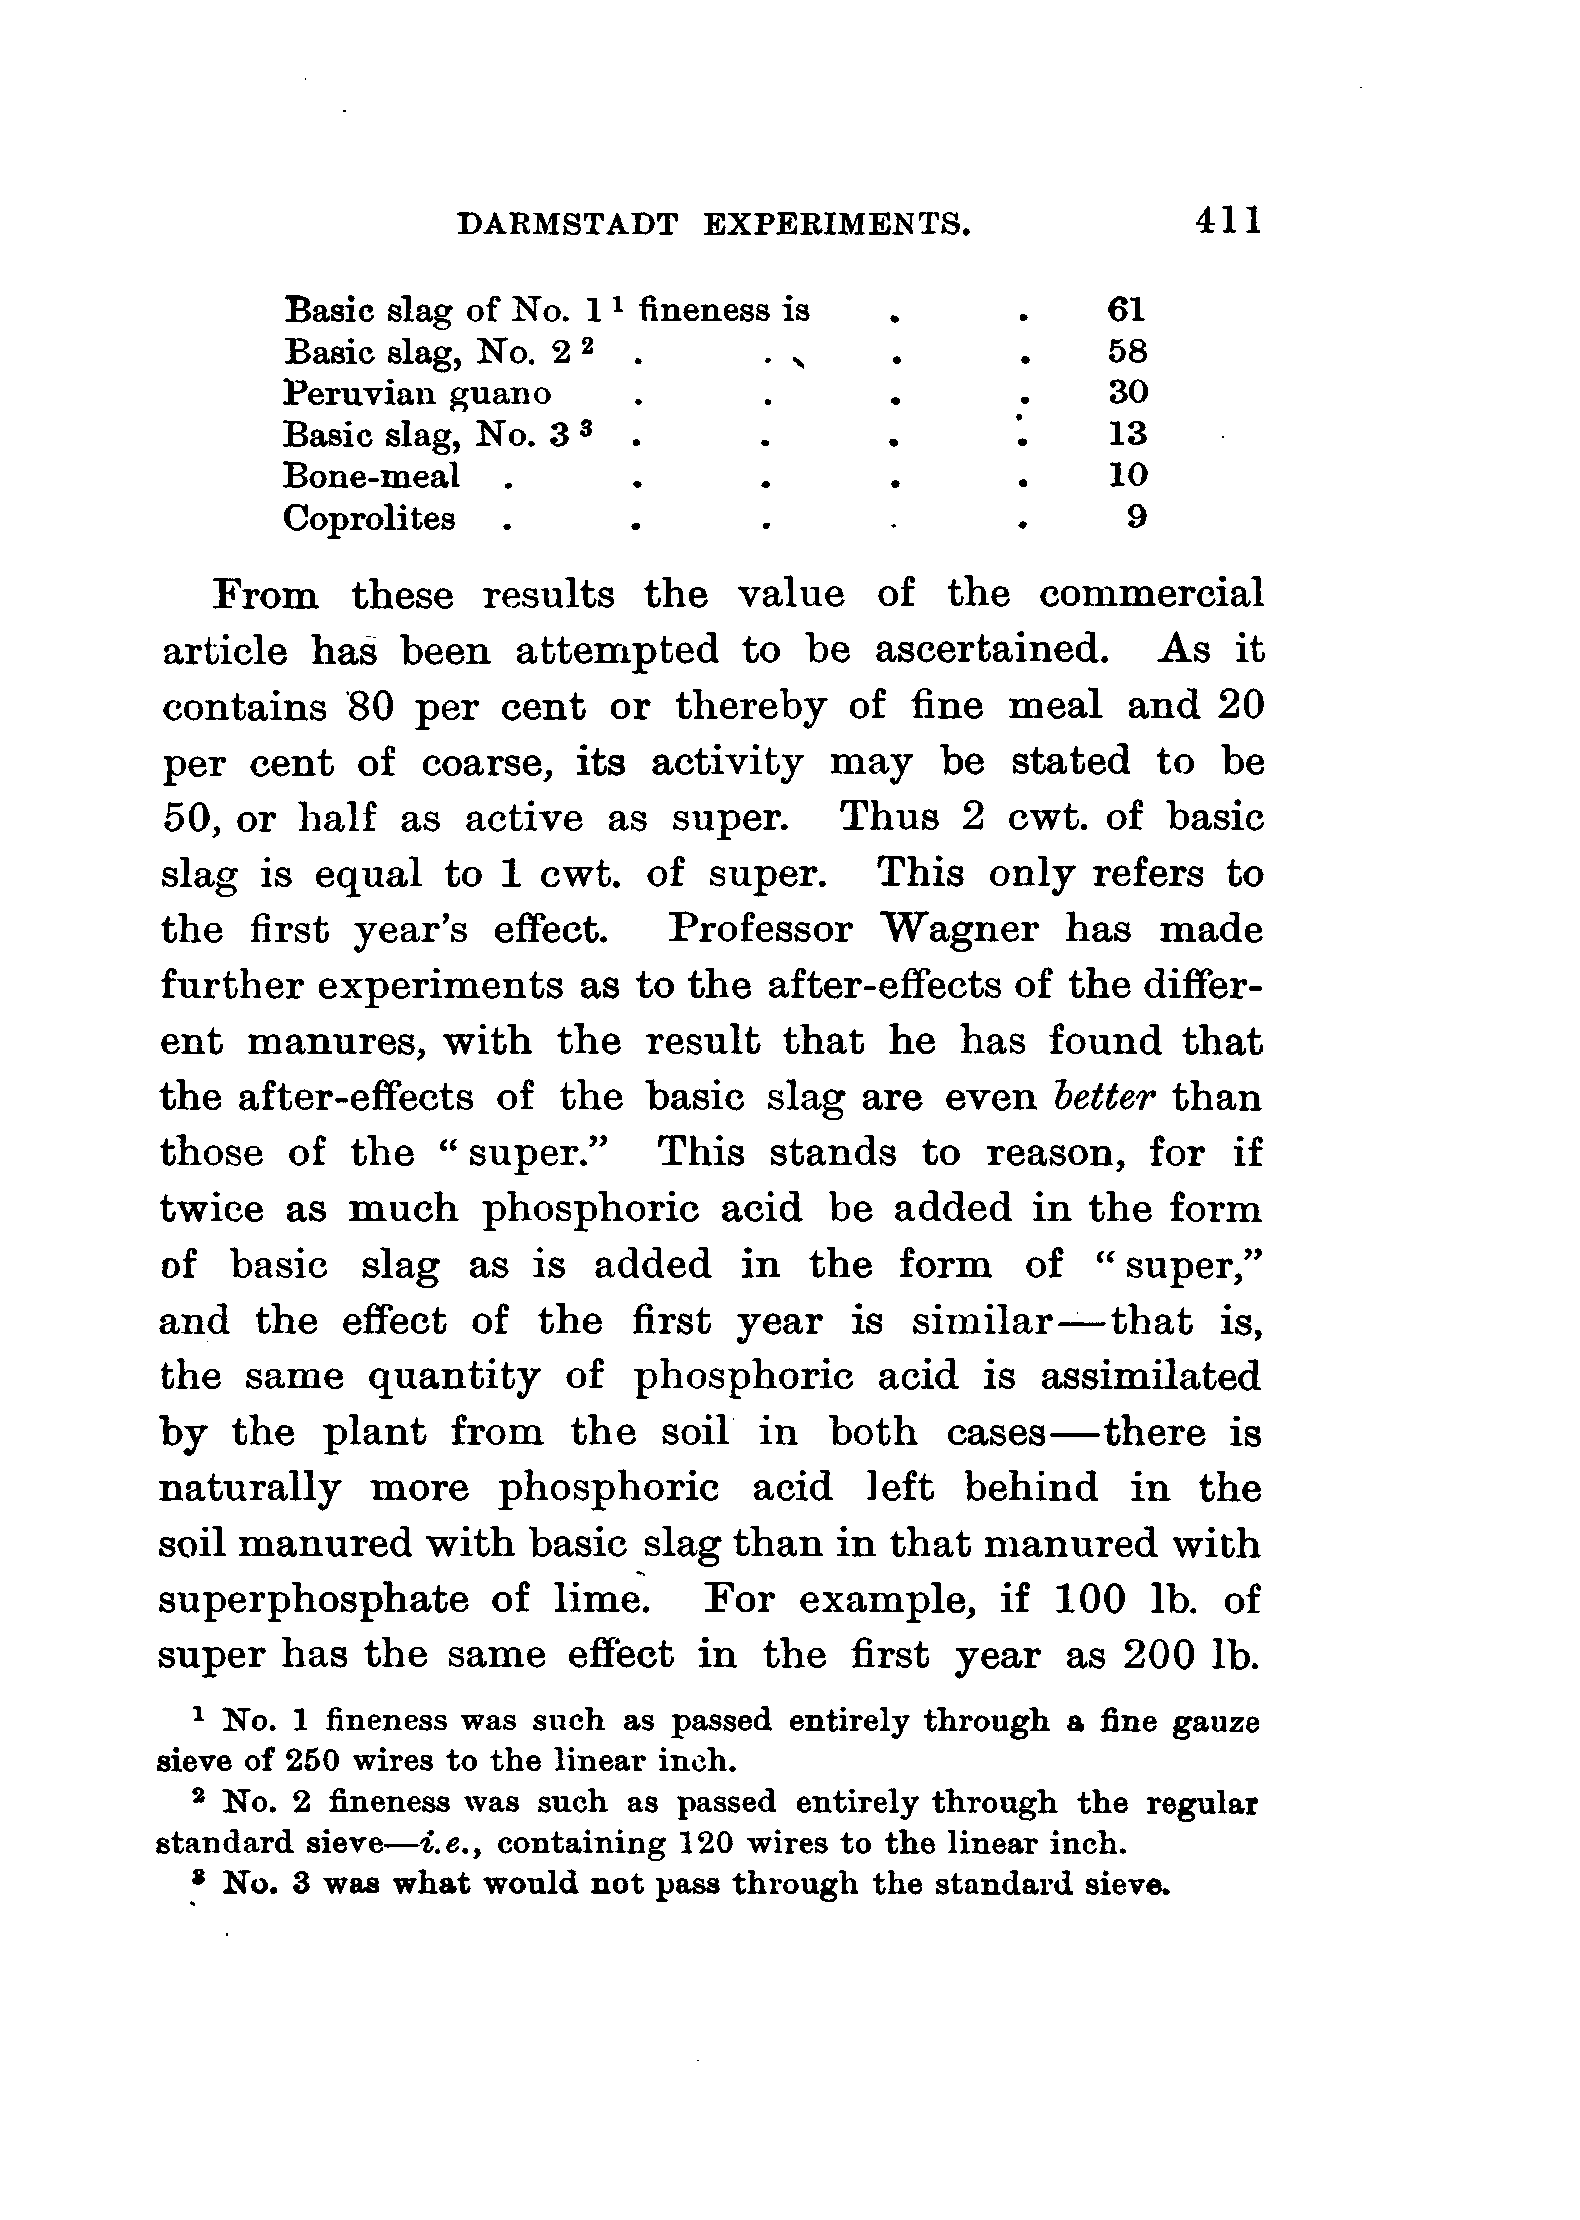 DARMSTADT EXPERIMENTS. 411
Basic slag of No. 1 ¹ fineness is . . 61
Basic slag, No. 2 ² . . . . 58
Peruvian guano . . . . 30
Basic slag, No. 3 ³ . . . . 13
Bone-meal . . . . . 10
Coprolites . . . . . 9
From these results the value of the commercial
article has been attempted to be ascertained. As it
contains 80 per cent or thereby of fine meal and 20
per cent of coarse, its activity may be stated to be
50, or half as active as super. Thus 2 cwt. of basic
slag is equal to 1 cwt. of super. This only refers to
the first year's effect. Professor Wagner has made
further experiments as to the after-effects of the differ-
ent manures, with the result that he has found that
the after-effects of the basic slag are even better than
those of the “super.” This stands to reason, for if
twice as much phosphoric acid be added in the form
of basic slag as is added in the form of “super,”
and the effect of the first year is similar—that is,
the same quantity of phosphoric acid is assimilated
by the plant from the soil in both cases—there is
naturally more phosphoric acid left behind in the
soil manured with basic slag than in that manured with
superphosphate of lime. For example, if 100 lb. of
super has the same effect in the first year as 200 lb.
¹ No. 1 fineness was such as passed entirely through a fine gauze
sieve of 250 wires to the linear inch.
² No. 2 fineness was such as passed entirely through the regular
standard sieve—i.e., containing 120 wires to the linear inch.
³ No. 3 was what would not pass through the standard sieve.